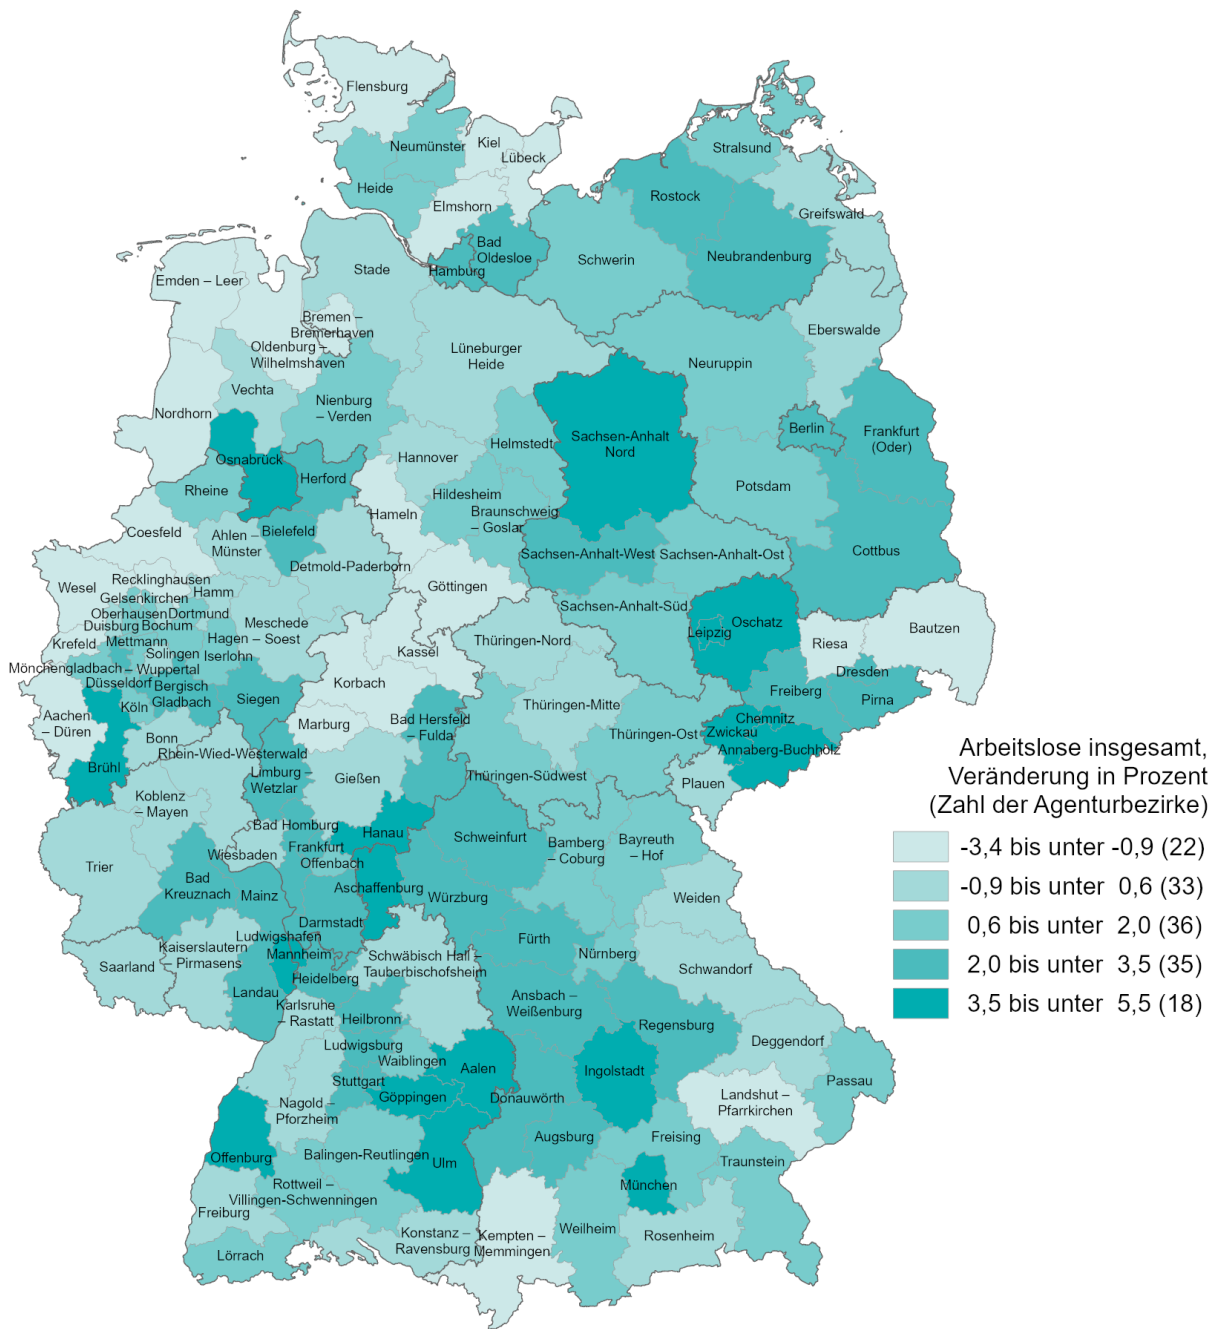 Flensburg
Kiel
Neumünster
Lübeck
Stralsund
Heide
Rostock
Elmshorn
Greifswald
Bad
Oldesloe
Hamburg
Schwerin
Neubrandenburg
Stade
Emden – Leer
Bremen –
Bremerhaven
Eberswalde
Oldenburg –
Wilhelmshaven
Lüneburger
Heide
Neuruppin
Vechta
Nienburg
– Verden
Nordhorn
Berlin
Frankfurt
(Oder)
Sachsen-Anhalt
Nord
Helmstedt
Osnabrück
Hannover
Herford
Rheine
Potsdam
Hildesheim
Braunschweig
– Goslar
Hameln
Coesfeld
Ahlen –
Münster
Bielefeld
Sachsen-Anhalt-West
Sachsen-Anhalt-Ost
Cottbus
Detmold-Paderborn
Recklinghausen
Wesel
Göttingen
Gelsenkirchen
Hamm
Oberhausen
Dortmund
Sachsen-Anhalt-Süd
Duisburg
Bochum
Meschede
– Soest
Leipzig
Oschatz
Bautzen
Krefeld
Mettmann
Hagen
Thüringen-Nord
Riesa
Solingen
Iserlohn
Kassel
Mönchengladbach
– Wuppertal
Dresden
Düsseldorf
Bergisch
Gladbach
Korbach
Freiberg
Pirna
Köln
Siegen
Aachen
– Düren
Marburg
Bad Hersfeld
– Fulda
Thüringen-Mitte
Chemnitz
Zwickau
Thüringen-Ost
Annaberg-Buchholz
Bonn
Rhein-Wied-Westerwald
Brühl
Limburg –
Wetzlar
Gießen
Thüringen-Südwest
Plauen
Koblenz
– Mayen
Bad Homburg
Hanau
Schweinfurt
Bamberg
– Coburg
Bayreuth
– Hof
Wiesbaden
Frankfurt
Offenbach
Trier
Bad
Kreuznach
Mainz
Aschaffenburg
Würzburg
Weiden
Darmstadt
Ludwigshafen
Kaiserslautern
– Pirmasens
Mannheim
Schwäbisch Hall –
Tauberbischofsheim
Fürth
Nürnberg
Saarland
Heidelberg
Schwandorf
Landau
Karlsruhe
– Rastatt
Heilbronn
Ansbach –
Weißenburg
Regensburg
Ludwigsburg
Waiblingen
Deggendorf
Stuttgart
Aalen
Ingolstadt
Passau
Göppingen
Donauwörth
Landshut –
Pfarrkirchen
Nagold –
Pforzheim
Augsburg
Freising
Offenburg
Balingen-Reutlingen
Ulm
Traunstein
Rottweil –
Villingen-Schwenningen
München
Freiburg
Konstanz –
Ravensburg
Kempten –
Memmingen
Weilheim
Rosenheim
Lörrach
Arbeitslose insgesamt,
Veränderung in Prozent
(Zahl der Agenturbezirke)
-3,4 bis unter -0,9 (22)
-0,9 bis unter 0,6 (33)
0,6 bis unter 2,0 (36)
2,0 bis unter 3,5 (35)
3,5 bis unter 5,5 (18)